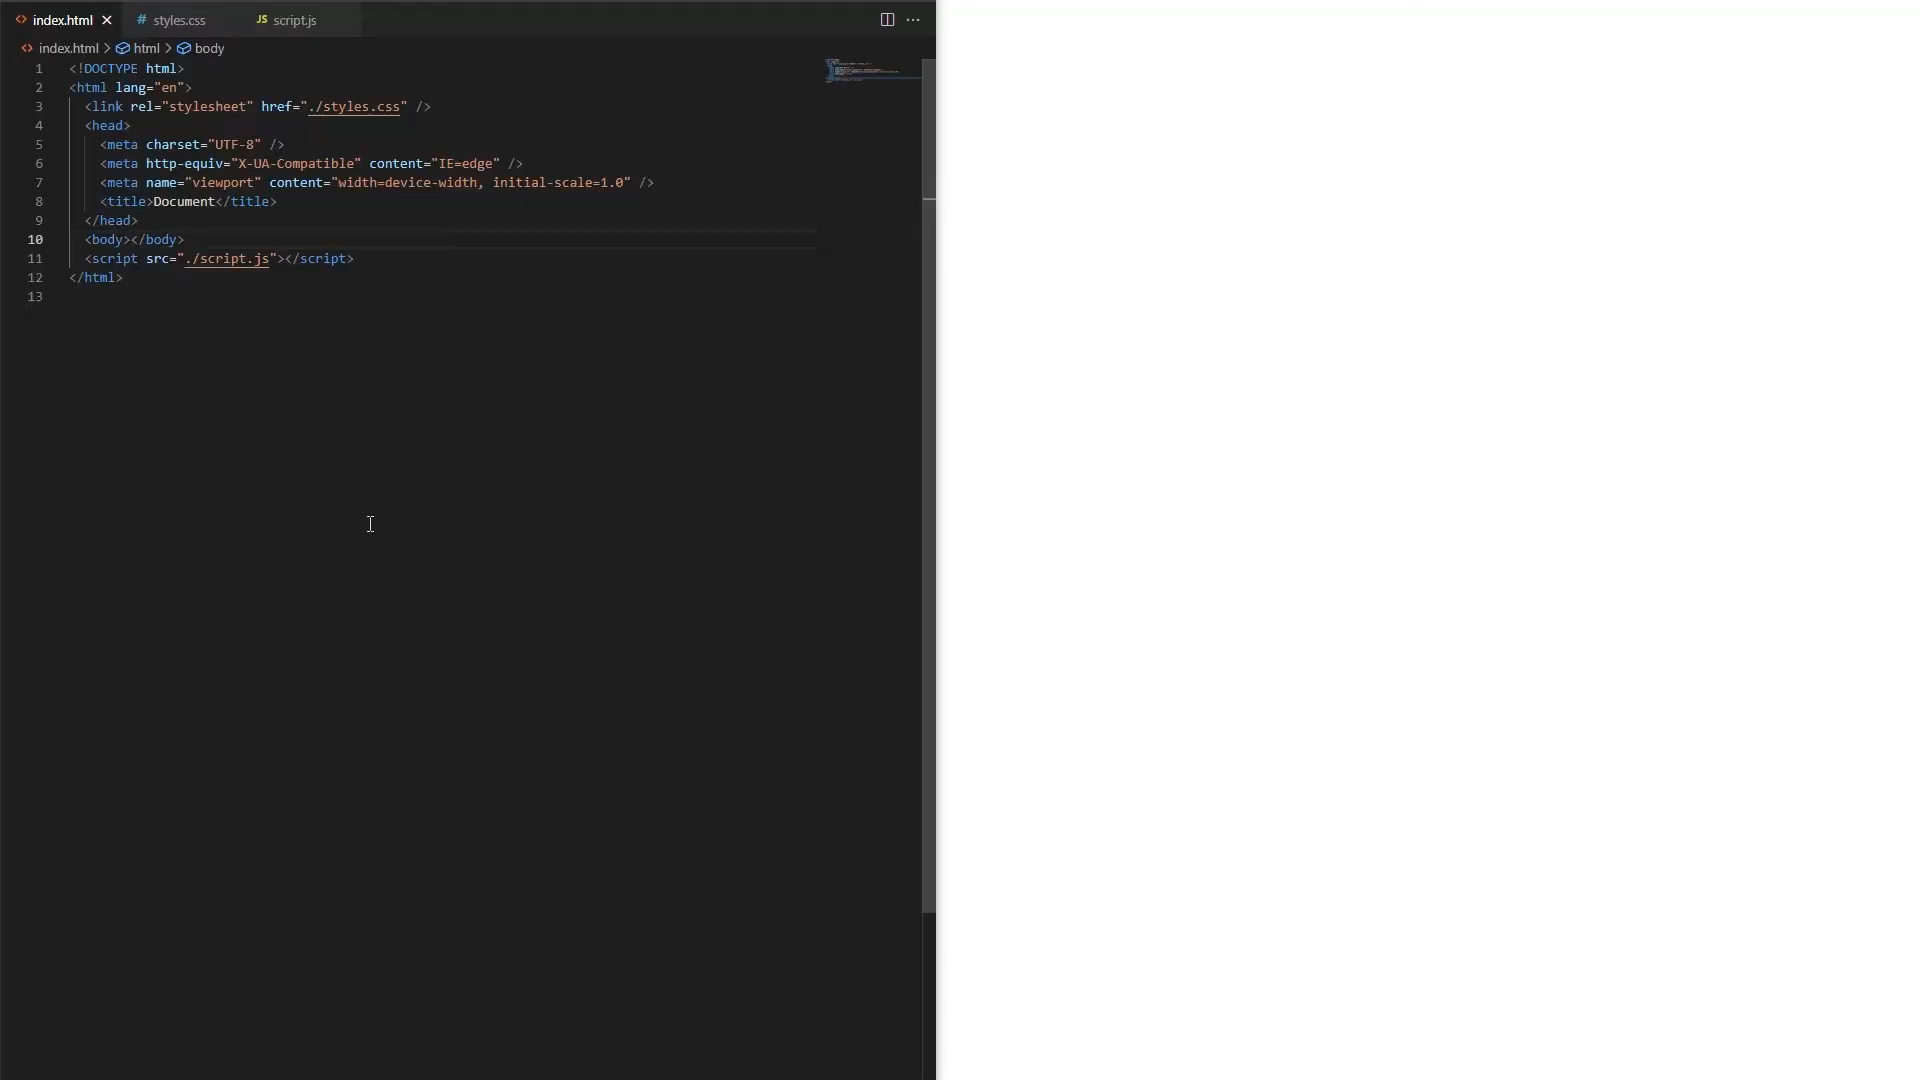 index.html styles.css JS script.js
index.html > html > body
1 <!DOCTYPE html>
2 <html lang="en">
3 <link rel="stylesheet" href="./styles.css" />
4 <head>
5 <meta charset="UTF-8" />
6 <meta http-equiv="X-UA-Compatible" content="IE=edge" />
7 <meta name="viewport" content="width=device-width, initial-scale=1.0" />
8 <title>Document</title>
9 </head>
10 <body></body>
11 <script src="./script.js"></script>
12 </html>
13